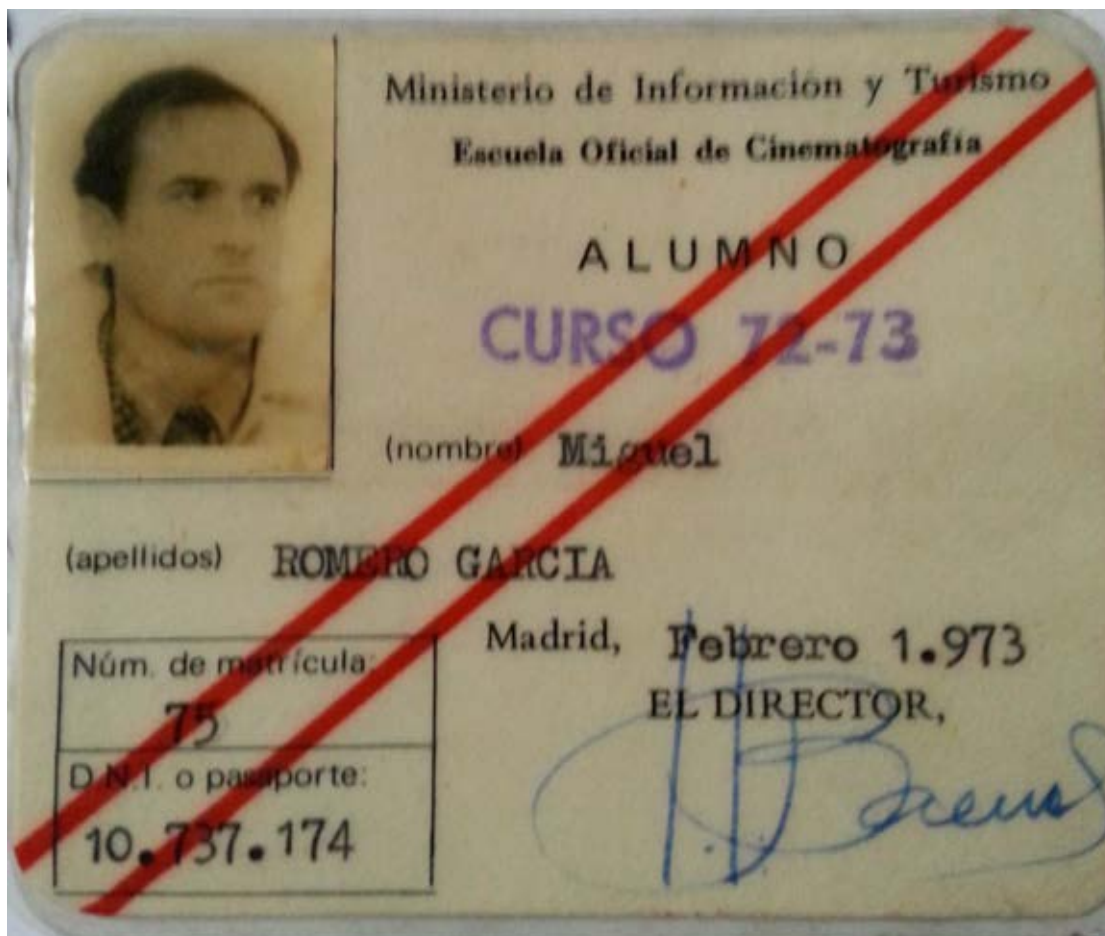 Ministerio de Información y Turismo
Escuela Oficial de Cinematografía
ALUMNO
CURSO 72-73
(nombre) Miguel
(apellidos) ROMERO GARCIA
Madrid, Febrero 1.973
EL DIRECTOR,
Núm. de matrícula:
75
D.N.I. o pasaporte:
10.737.174